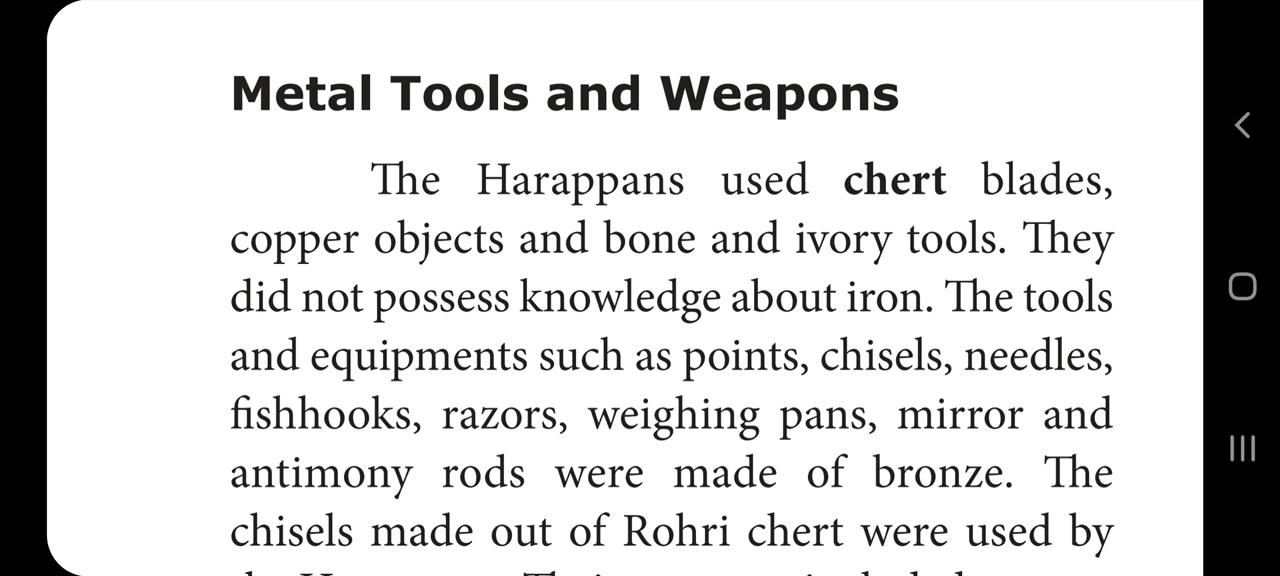 Metal Tools and Weapons
The Harappans used chert blades,
copper objects and bone and ivory tools. They
did not possess knowledge about iron. The tools
and equipments such as points, chisels, needles,
fishhooks, razors, weighing pans, mirror and
antimony rods were made of bronze. The
chisels made out of Rohri chert were used by